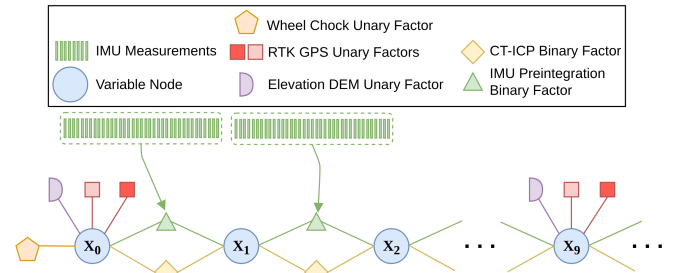 Wheel Chock Unary Factor
IMU Measurements
RTK GPS Unary Factors
CT-ICP Binary Factor
Variable Node
Elevation DEM Unary Factor
IMU Preintegration
Binary Factor
X0
X1
X2
...
X9
...